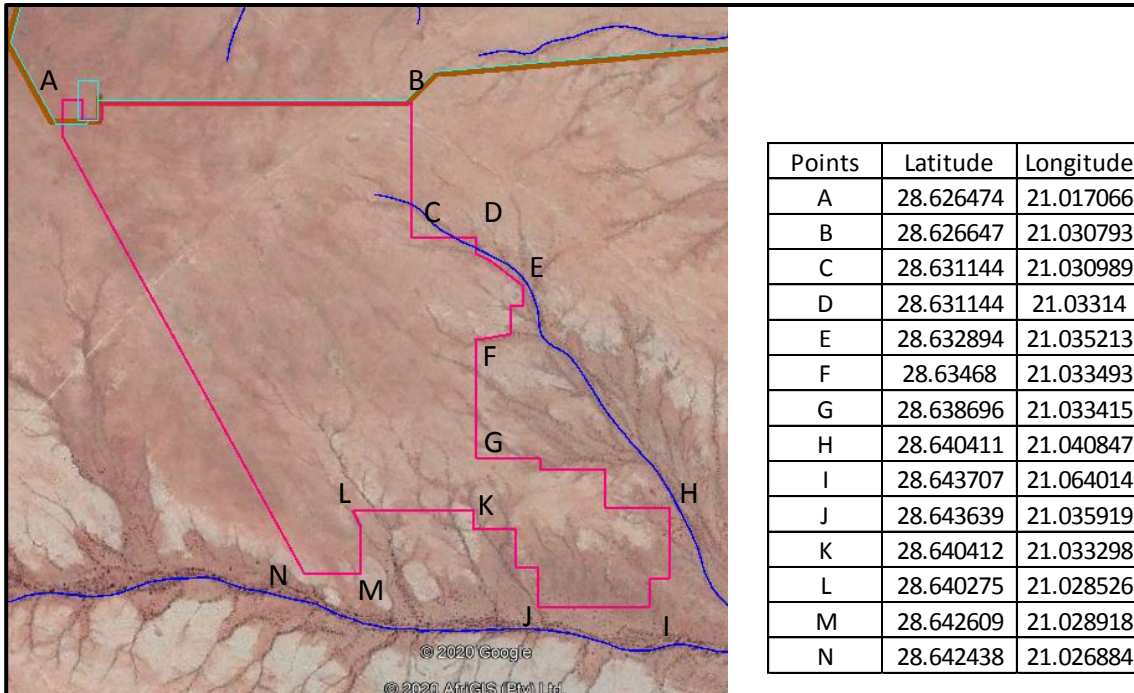 A
B
C
D
E
F
G
H
L
K
N
M
J
I
© 2020 Google
© 2020 AfriGIS (Pty) Ltd
Points Latitude Longitude
A 28.626474 21.017066
B 28.626647 21.030793
C 28.631144 21.030989
D 28.631144 21.03314
E 28.632894 21.035213
F 28.63468 21.033493
G 28.638696 21.033415
H 28.640411 21.040847
I 28.643707 21.064014
J 28.643639 21.035919
K 28.640412 21.033298
L 28.640275 21.028526
M 28.642609 21.028918
N 28.642438 21.026884